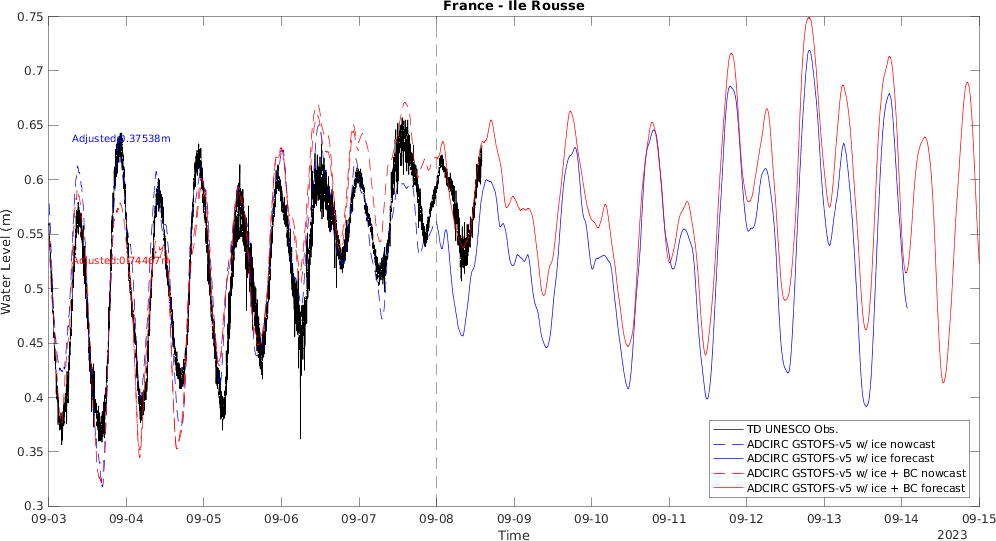 France - Ile Rousse
Water Level (m)
0.75
0.7
0.65
0.6
0.55
0.5
0.45
0.4
0.35
0.3
Adjusted:0.37538m
TD UNESCO Obs.
ADCIRC GSTOFS-v5 w/ ice nowcast
ADCIRC GSTOFS-v5 w/ ice forecast
ADCIRC GSTOFS-v5 w/ ice + BC nowcast
ADCIRC GSTOFS-v5 w/ ice + BC forecast
09-03 09-04 09-05 09-06 09-07 09-08 09-09 09-10 09-11 09-12 09-13 09-14 09-15
Time
2023